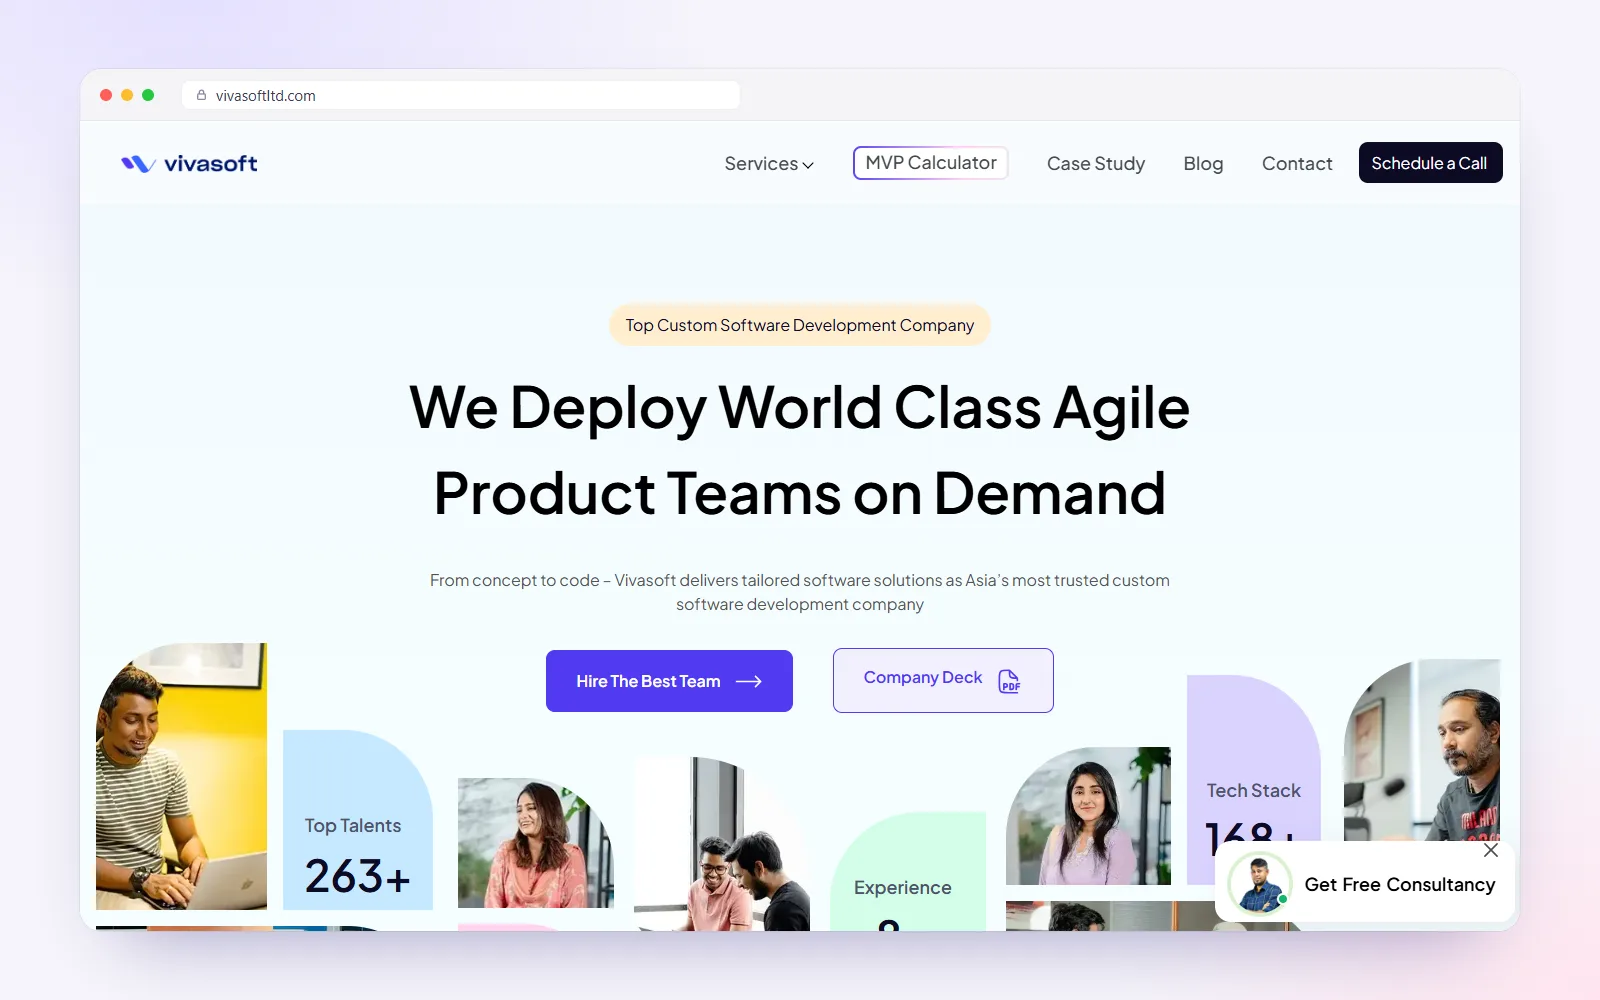 vivasoftltd.com
vivasoft
Services
MVP Calculator
Case Study
Blog
Contact
Schedule a Call
Top Custom Software Development Company
We Deploy World Class Agile
Product Teams on Demand
From concept to code – Vivasoft delivers tailored software solutions as Asia's most trusted custom
software development company
Hire The Best Team
Company Deck
PDF
Top Talents
263+
Experience
Tech Stack
168+
Get Free Consultancy